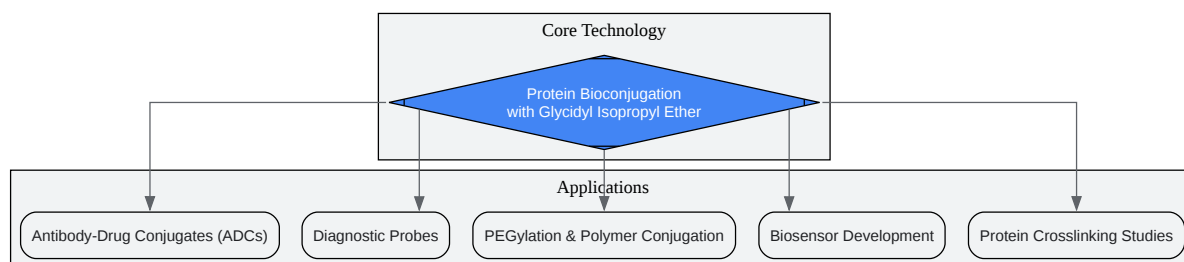 Core Technology
Protein Bioconjugation
with Glycidyl Isopropyl Ether
Applications
Antibody-Drug Conjugates (ADCs)
Diagnostic Probes
PEGylation & Polymer Conjugation
Biosensor Development
Protein Crosslinking Studies